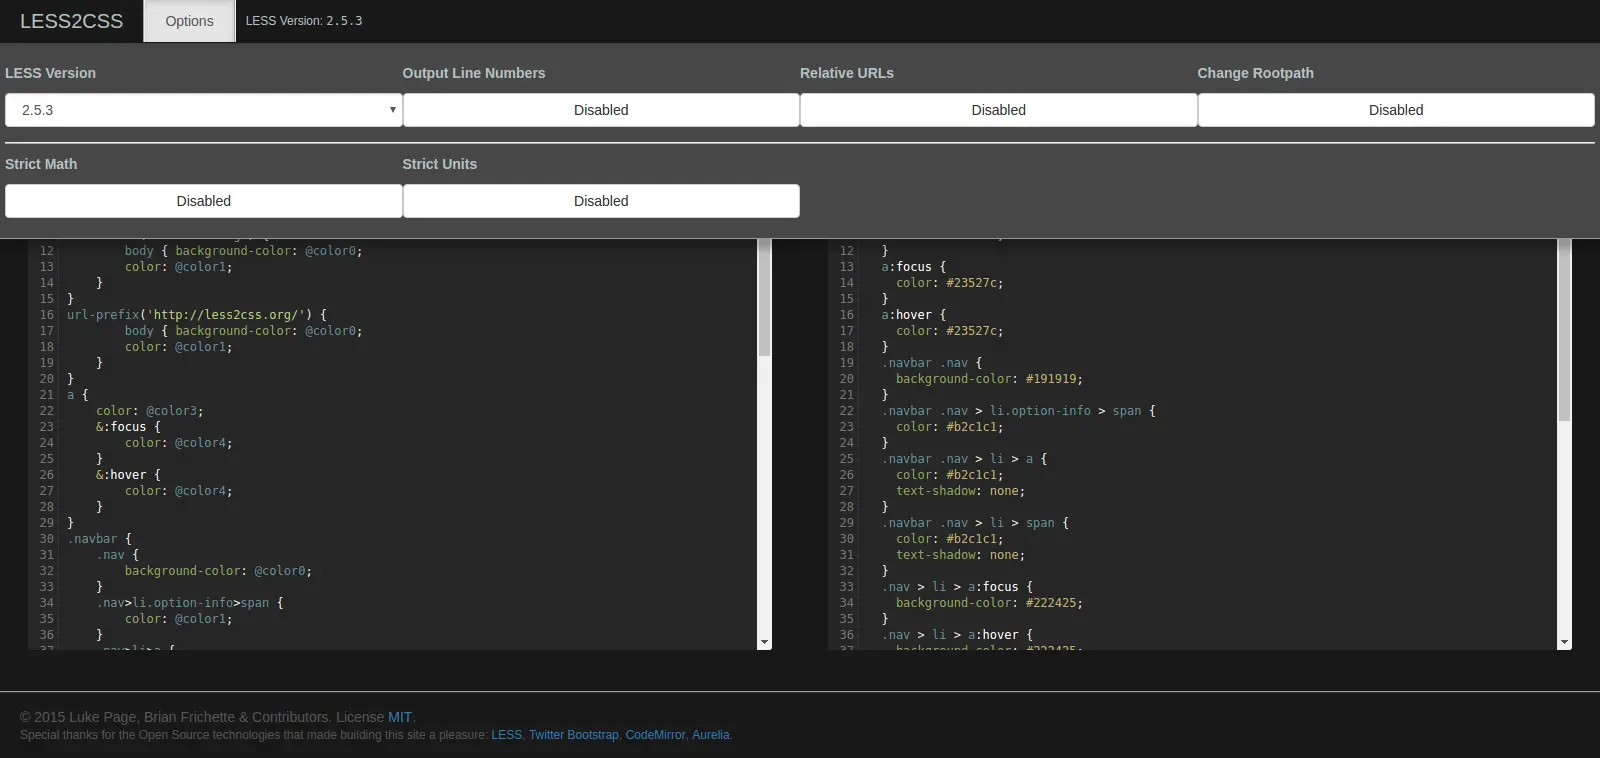 LESS2CSS Options LESS Version: 2.5.3
LESS Version Output Line Numbers Relative URLs Change Rootpath
2.5.3 Disabled Disabled Disabled
Strict Math Strict Units
Disabled Disabled
12 body { background-color: @color0;
13 color: @color1;
14 }
15 }
16 url-prefix('http://less2css.org/') {
17 body { background-color: @color0;
18 color: @color1;
19 }
20 }
21 a {
22 color: @color3;
23 &:focus {
24 color: @color4;
25 }
26 &:hover {
27 color: @color4;
28 }
29 }
30 .navbar {
31 .nav {
32 background-color: @color0;
33 }
34 .nav>li.option-info>span {
35 color: @color1;
36 }
37 .nav>li>a {
12 }
13 a:focus {
14 color: #23527c;
15 }
16 a:hover {
17 color: #23527c;
18 }
19 .navbar .nav {
20 background-color: #191919;
21 }
22 .navbar .nav > li.option-info > span {
23 color: #b2c1c1;
24 }
25 .navbar .nav > li > a {
26 color: #b2c1c1;
27 text-shadow: none;
28 }
29 .navbar .nav > li > span {
30 color: #b2c1c1;
31 text-shadow: none;
32 }
33 .nav > li > a:focus {
34 background-color: #222425;
35 }
36 .nav > li > a:hover {
37 background-color: #222425;
© 2015 Luke Page, Brian Frichette & Contributors. License MIT.
Special thanks for the Open Source technologies that made building this site a pleasure: LESS, Twitter Bootstrap, CodeMirror, Aurelia.